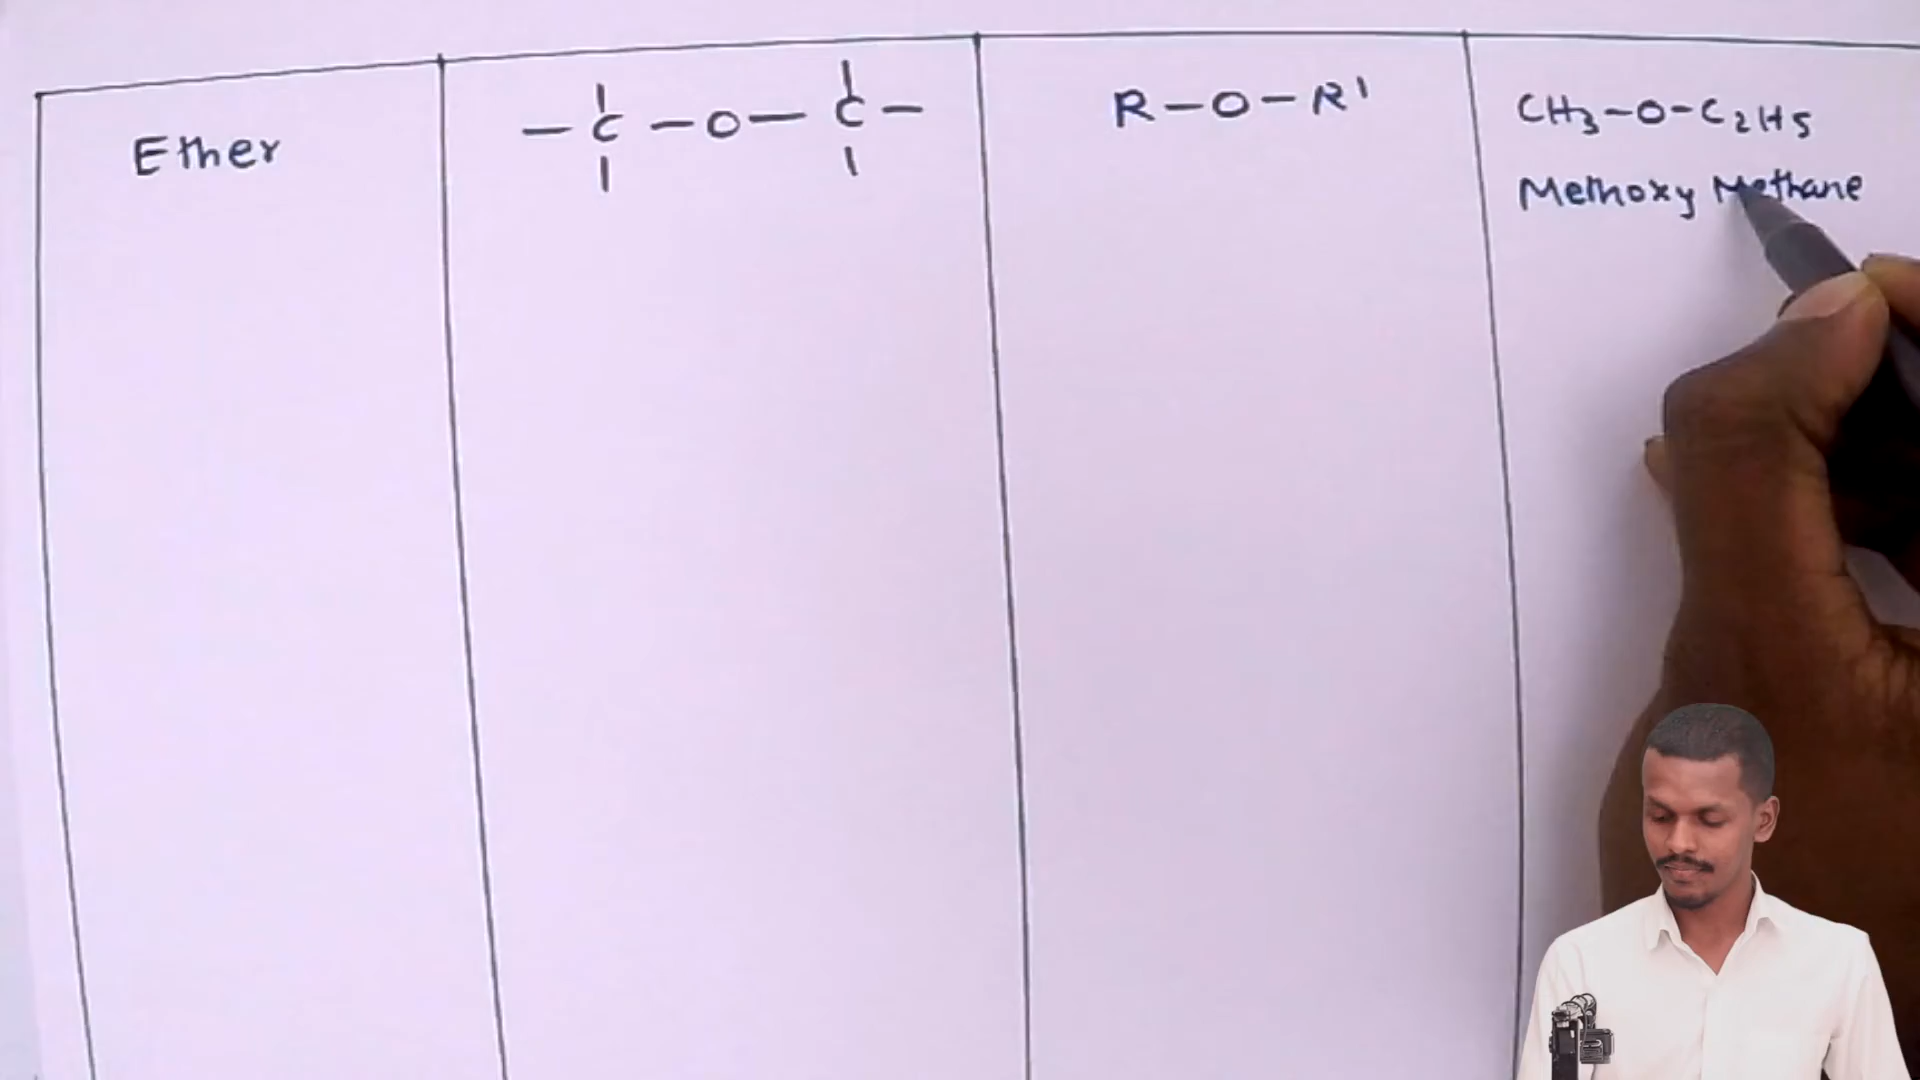 Ether
| |
— C — O — C —
| |
R — O — R'
CH3–O–C2H5
Methoxy Methane